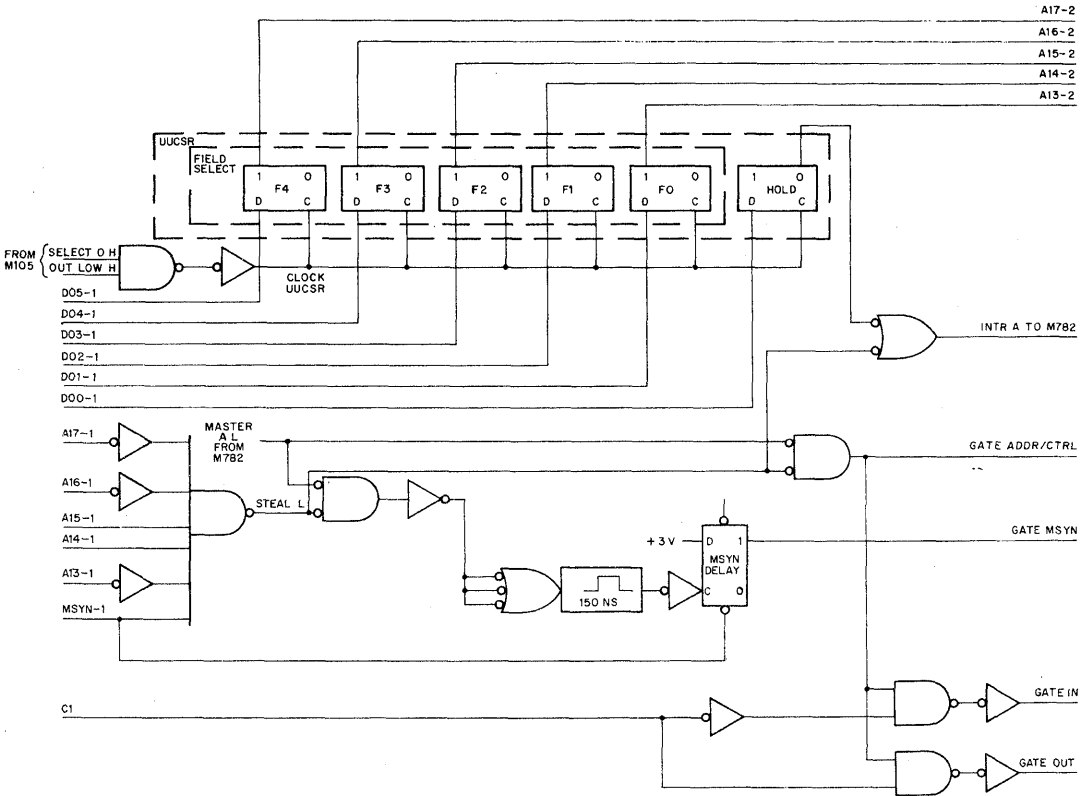 A17-2
A16-2
A15-2
A14-2
A13-2
UUCSR
FIELD
SELECT
1 0
F4
D C
1 0
F3
D C
1 0
F2
D C
1 0
F1
D C
1 0
F0
D C
1 0
HOLD
D C
FROM
M105
SELECT 0 H
OUT LOW H
CLOCK
UUCSR
D05-1
D04-1
D03-1
D02-1
D01-1
D00-1
INTR A TO M782
A17-1
A16-1
A15-1
A14-1
A13-1
MSYN-1
MASTER
A L
FROM
M782
STEAL L
GATE ADDR/CTRL
+3V
D 1
MSYN
DELAY
C 0
150 NS
GATE MSYN
C1
GATE IN
GATE OUT